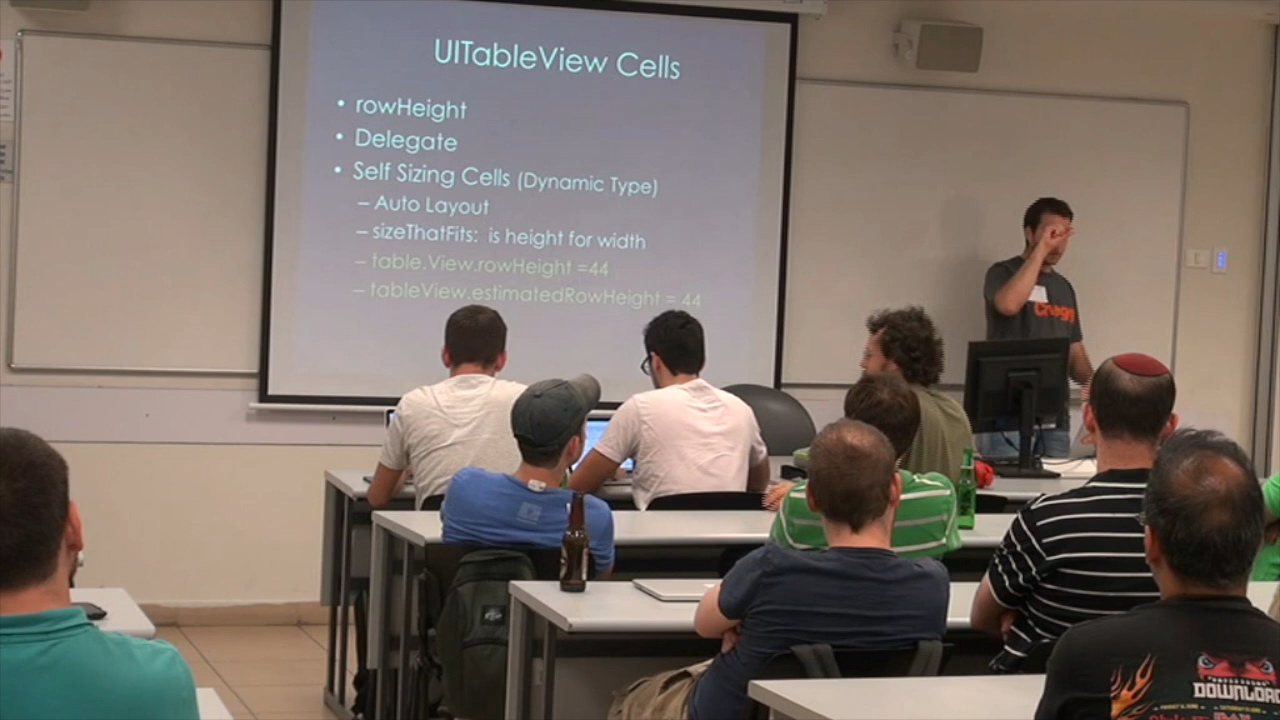 UITableView Cells
• rowHeight
• Delegate
• Self Sizing Cells (Dynamic Type)
– Auto Layout
– sizeThatFits: is height for width
– table.View.rowHeight =44
– tableView.estimatedRowHeight = 44
DOWNLOAD